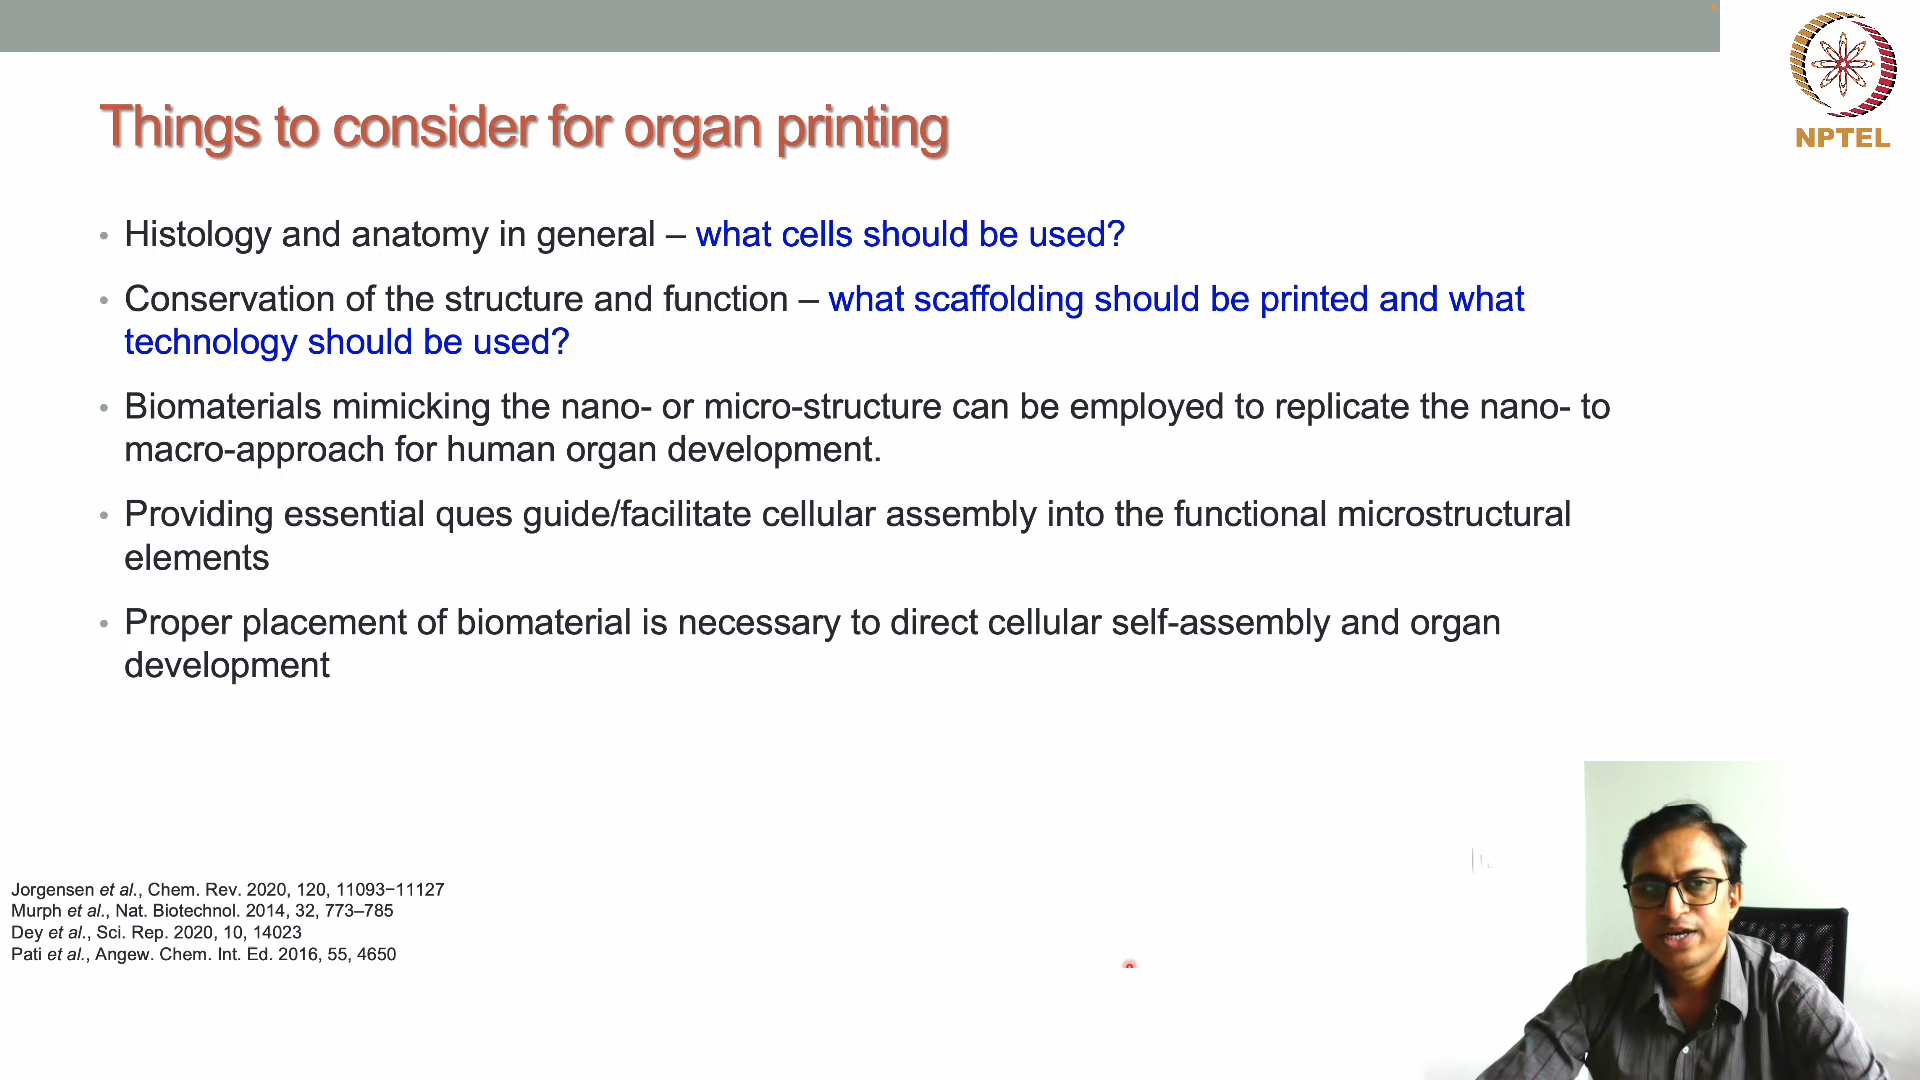 NPTEL
Things to consider for organ printing
• Histology and anatomy in general – what cells should be used?
• Conservation of the structure and function – what scaffolding should be printed and what
technology should be used?
• Biomaterials mimicking the nano- or micro-structure can be employed to replicate the nano- to
macro-approach for human organ development.
• Providing essential ques guide/facilitate cellular assembly into the functional microstructural
elements
• Proper placement of biomaterial is necessary to direct cellular self-assembly and organ
development
Jorgensen et al., Chem. Rev. 2020, 120, 11093−11127
Murph et al., Nat. Biotechnol. 2014, 32, 773–785
Dey et al., Sci. Rep. 2020, 10, 14023
Pati et al., Angew. Chem. Int. Ed. 2016, 55, 4650